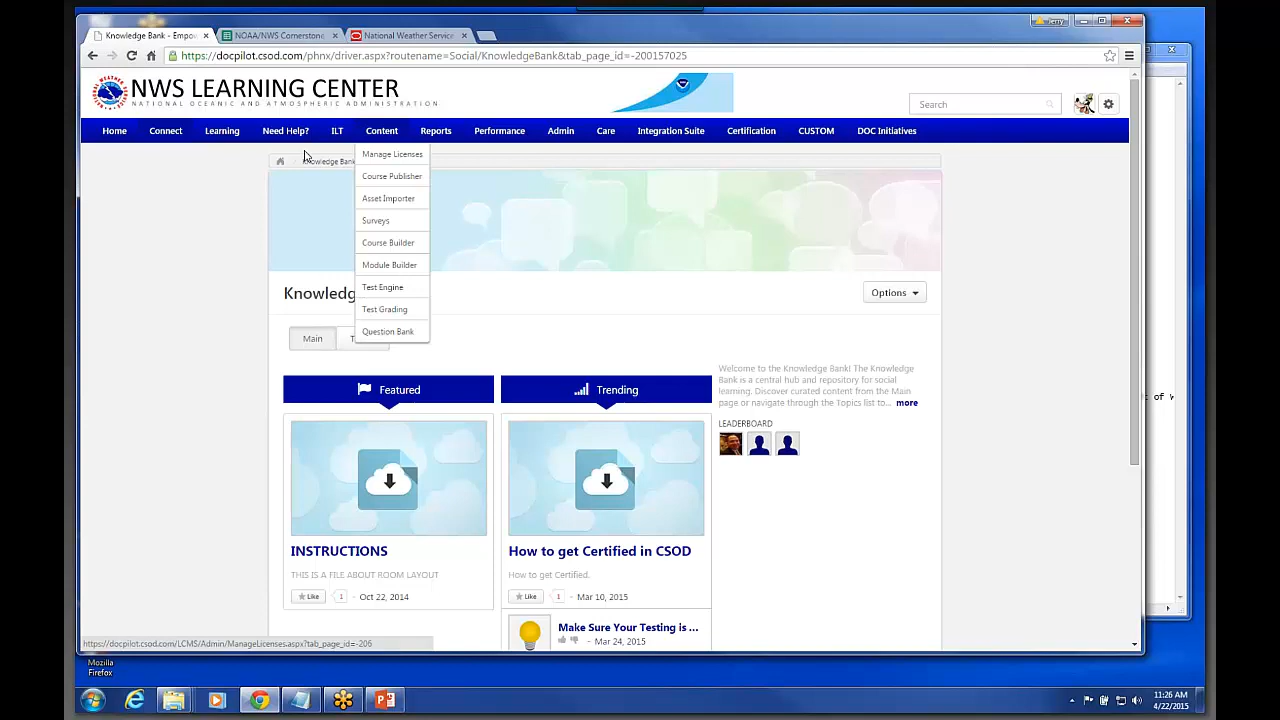 Jerry
Knowledge Bank - Empow
NOAA/NWS Cornerstone
National Weather Service
https://docpilot.csod.com/phnx/driver.aspx?routename=Social/KnowledgeBank&tab_page_id=-200157025
NWS LEARNING CENTER
NATIONAL OCEANIC AND ATMOSPHERIC ADMINISTRATION
Search
Home Connect Learning Need Help? ILT Content Reports Performance Admin Care Integration Suite Certification CUSTOM DOC Initiatives
Knowledge Bank
Manage Licenses
Course Publisher
Asset Importer
Surveys
Course Builder
Module Builder
Test Engine
Test Grading
Question Bank
Knowledg
Options
Main T
Featured
Trending
Welcome to the Knowledge Bank! The Knowledge
Bank is a central hub and repository for social
learning. Discover curated content from the Main
page or navigate through the Topics list to... more
LEADERBOARD
INSTRUCTIONS
THIS IS A FILE ABOUT ROOM LAYOUT
Like 1 - Oct 22, 2014
How to get Certified in CSOD
How to get Certified.
Like 1 - Mar 10, 2015
Make Sure Your Testing is ...
- Mar 24, 2015
https://docpilot.csod.com/LCMS/Admin/ManageLicenses.aspx?tab_page_id=-206
Mozilla
Firefox
11:26 AM
4/22/2015